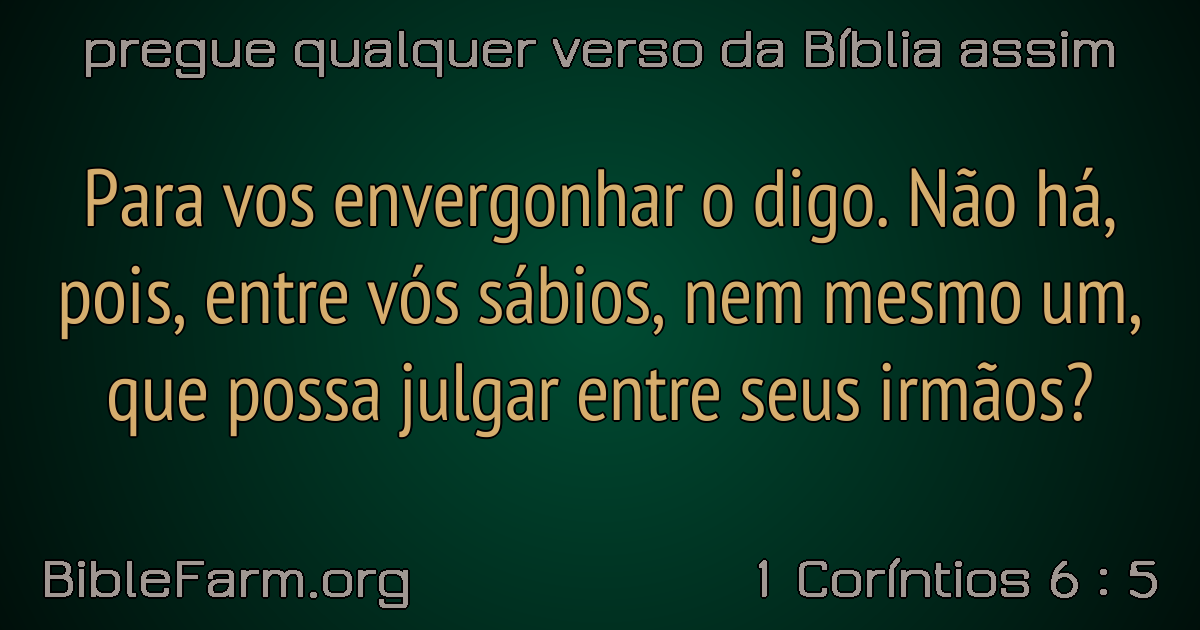 pregue qualquer verso da Bíblia assim
Para vos envergonhar o digo. Não há,
pois, entre vós sábios, nem mesmo um,
que possa julgar entre seus irmãos?
BibleFarm.org
1 Coríntios 6 : 5